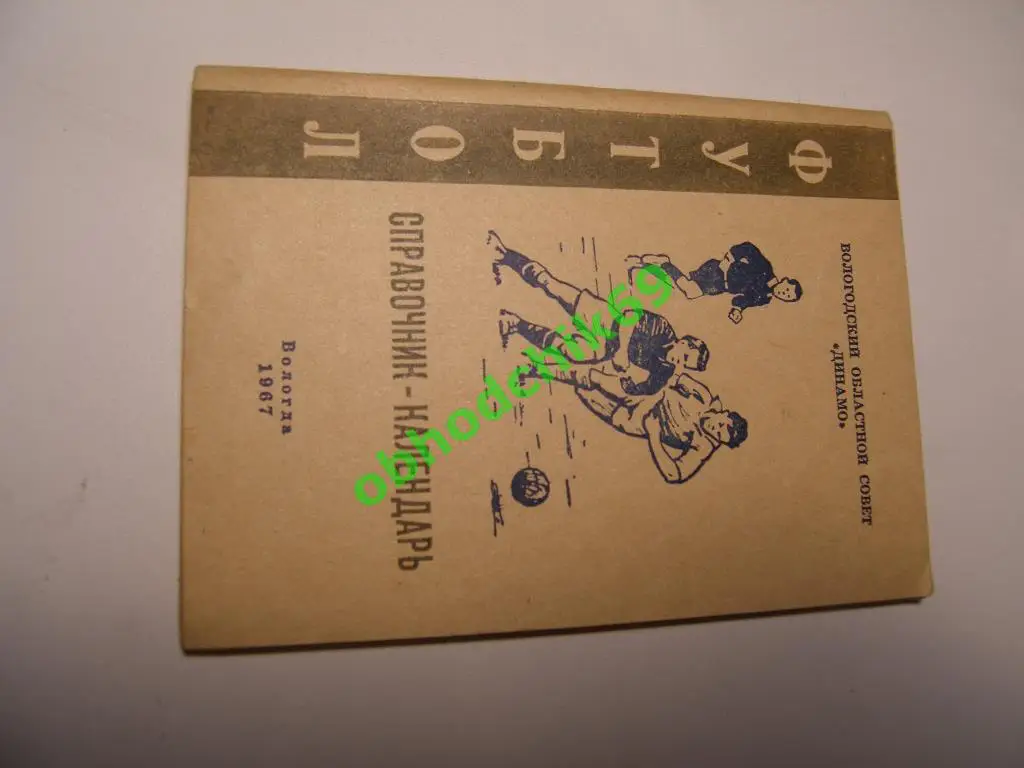 ВОЛОГОДСКИЙ ОБЛАСТНОЙ СОВЕТ
«ДИНАМО»
ФУТБОЛ
СПРАВОЧНИК – КАЛЕНДАРЬ
Вологда
1967
obhodchik69